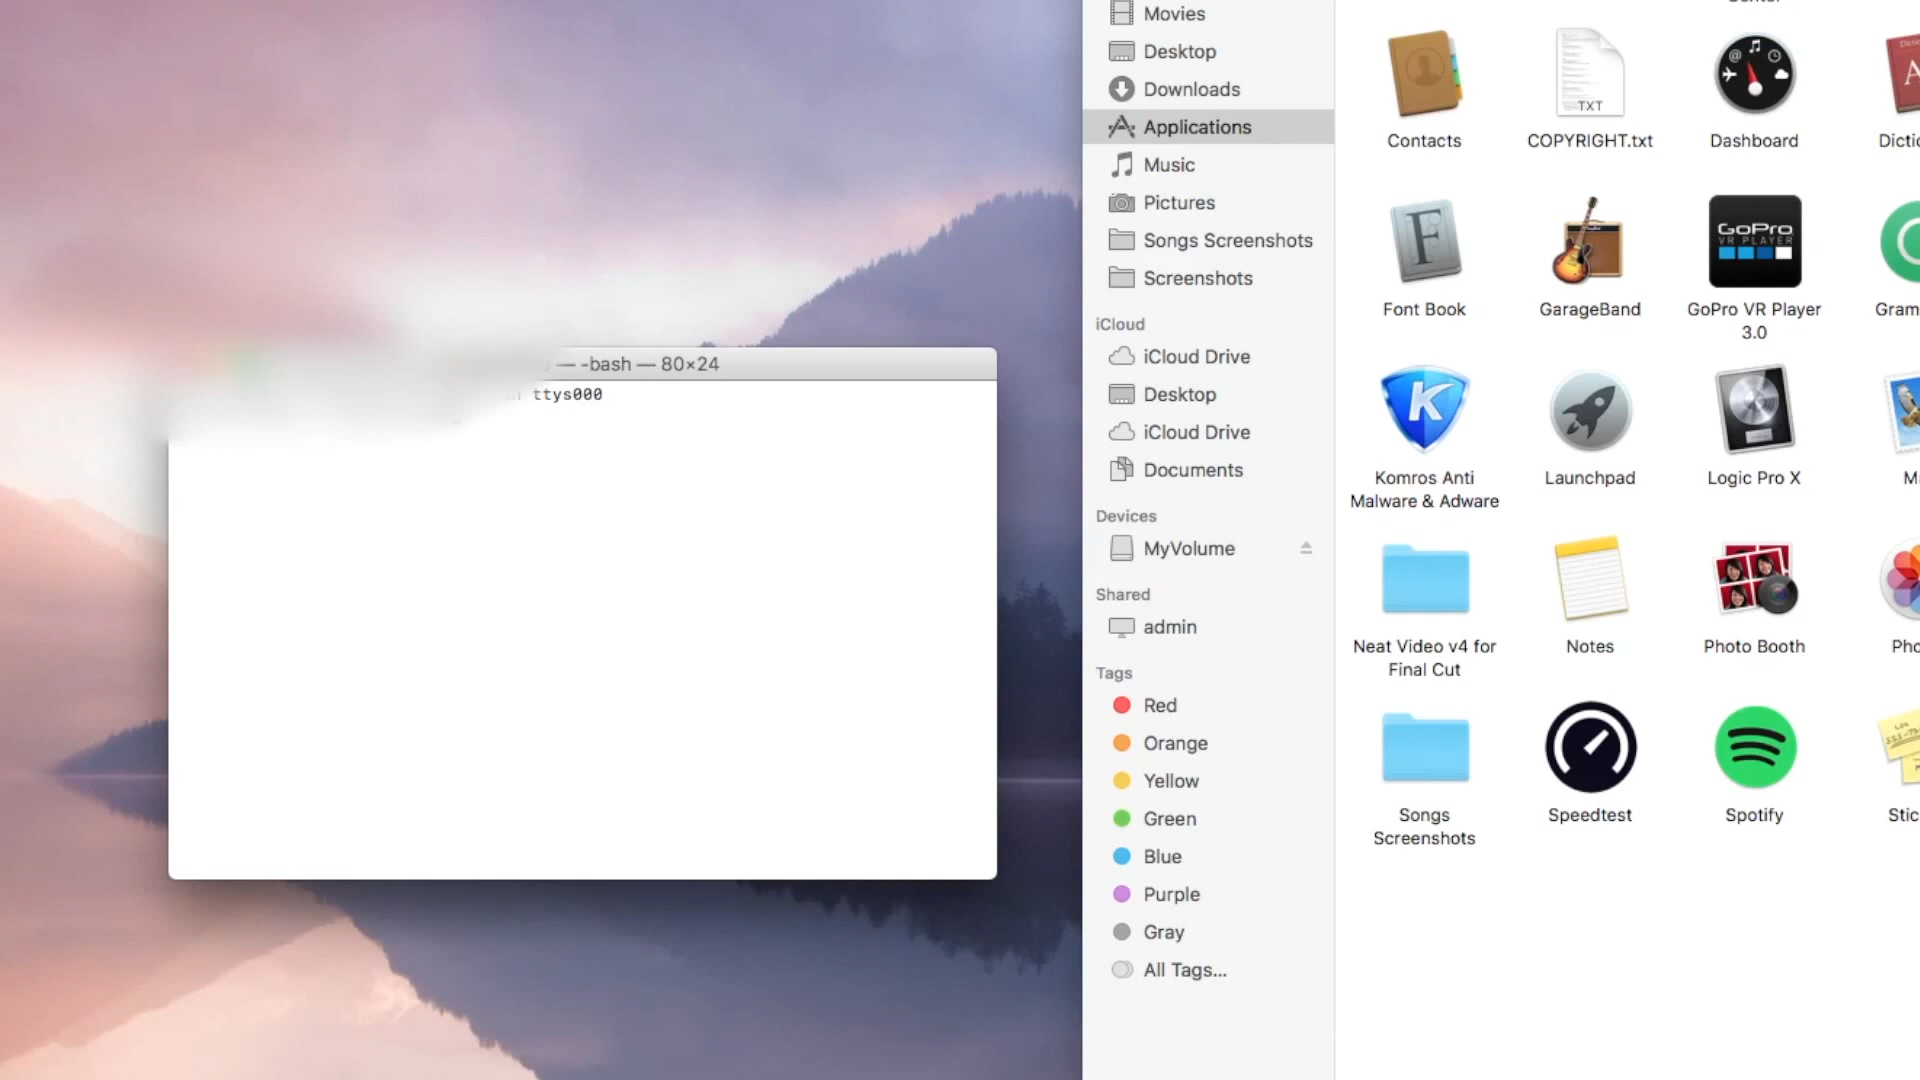 — -bash — 80×24
ttys000
Movies
Desktop
Downloads
Applications
Music
Pictures
Songs Screenshots
Screenshots
iCloud
iCloud Drive
Desktop
iCloud Drive
Documents
Devices
MyVolume
Shared
admin
Tags
Red
Orange
Yellow
Green
Blue
Purple
Gray
All Tags...
TXT
Contacts
COPYRIGHT.txt
Dashboard
GoPro
VR PLAYER
Font Book
GarageBand
GoPro VR Player
3.0
Komros Anti
Malware & Adware
Launchpad
Logic Pro X
Neat Video v4 for
Final Cut
Notes
Photo Booth
Songs
Screenshots
Speedtest
Spotify